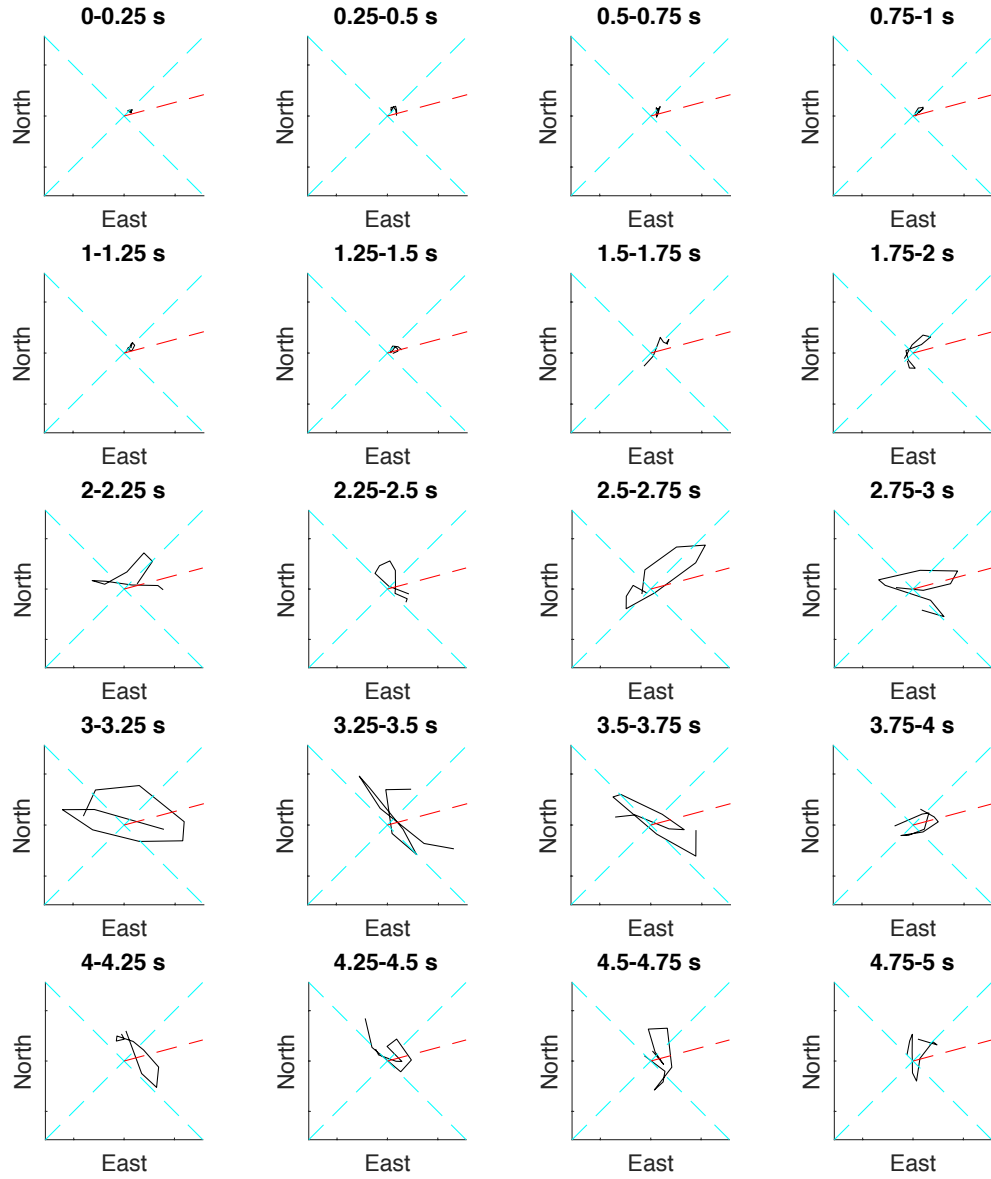 0-0.25 s
0.25-0.5 s
0.5-0.75 s
0.75-1 s
North
North
North
North
East
East
East
East
1-1.25 s
1.25-1.5 s
1.5-1.75 s
1.75-2 s
North
North
North
North
East
East
East
East
2-2.25 s
2.25-2.5 s
2.5-2.75 s
2.75-3 s
North
North
North
North
East
East
East
East
3-3.25 s
3.25-3.5 s
3.5-3.75 s
3.75-4 s
North
North
North
North
East
East
East
East
4-4.25 s
4.25-4.5 s
4.5-4.75 s
4.75-5 s
North
North
North
North
East
East
East
East